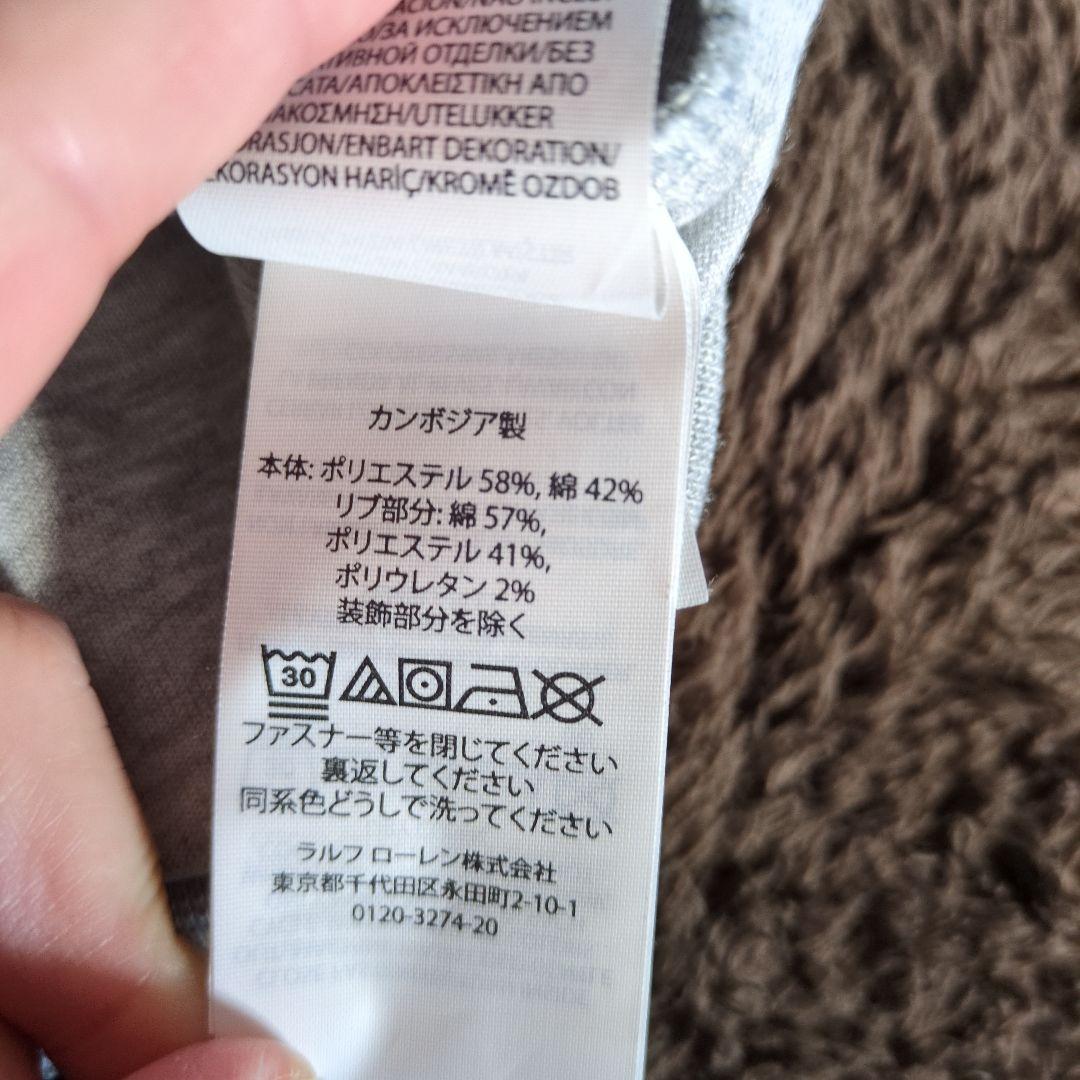 ЗА ИСКЛЮЧЕНИЕМ
ОТДЕЛКИ/БЕЗ
ΑΠΟΚΛΕΙΣΤΙΚΗ ΑΠΟ
UTELUKKER
ENBART DEKORATION/
HARİÇ/KROMĚ OZDOB
カンボジア製
本体: ポリエステル 58%, 綿 42%
リブ部分: 綿 57%,
ポリエステル 41%,
ポリウレタン 2%
装飾部分を除く
30
ファスナー等を閉じてください
裏返してください
同系色どうしで洗ってください
ラルフ ローレン株式会社
東京都千代田区永田町2-10-1
0120-3274-20